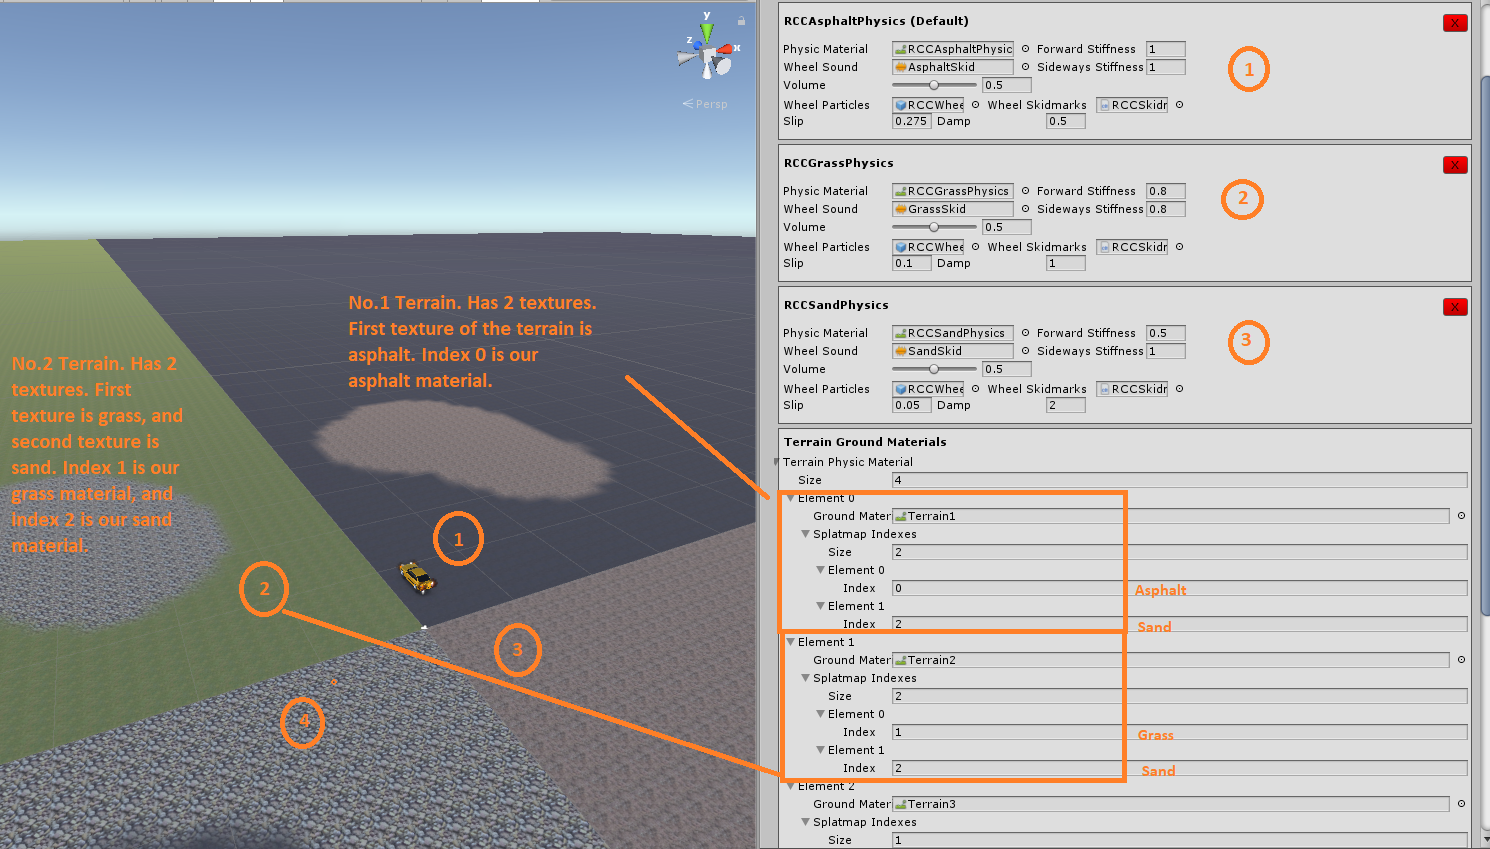 y
z
x
Persp
No.1 Terrain. Has 2 textures.
First texture of the terrain is
asphalt. Index 0 is our
asphalt material.
No.2 Terrain. Has 2
textures. First
texture is grass, and
second texture is
sand. Index 1 is our
grass material, and
Index 2 is our sand
material.
1
2
3
4
RCCAsphaltPhysics (Default)
X
Physic Material RCCAsphaltPhysic Forward Stiffness 1
Wheel Sound AsphaltSkid Sideways Stiffness 1
Volume 0.5
Wheel Particles RCCWhee Wheel Skidmarks RCCSkidr
Slip 0.275 Damp 0.5
1
RCCGrassPhysics
X
Physic Material RCCGrassPhysics Forward Stiffness 0.8
Wheel Sound GrassSkid Sideways Stiffness 0.8
Volume 0.5
Wheel Particles RCCWhee Wheel Skidmarks RCCSkidr
Slip 0.1 Damp 1
2
RCCSandPhysics
X
Physic Material RCCSandPhysics Forward Stiffness 0.5
Wheel Sound SandSkid Sideways Stiffness 1
Volume 0.5
Wheel Particles RCCWhee Wheel Skidmarks RCCSkidr
Slip 0.05 Damp 2
3
Terrain Ground Materials
Terrain Physic Material
Size 4
Element 0
Ground Mater Terrain1
Splatmap Indexes
Size 2
Element 0
Index 0 Asphalt
Element 1
Index 2 Sand
Element 1
Ground Mater Terrain2
Splatmap Indexes
Size 2
Element 0
Index 1 Grass
Element 1
Index 2 Sand
Element 2
Ground Mater Terrain3
Splatmap Indexes
Size 1